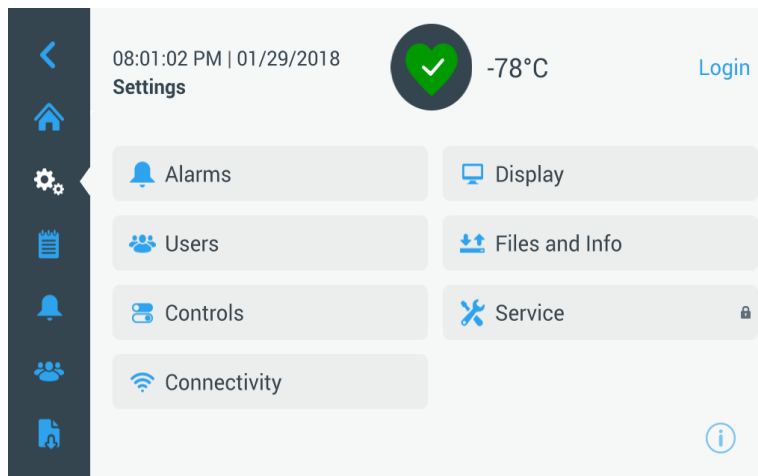 08:01:02 PM | 01/29/2018
Settings
-78°C
Login
Alarms
Display
Users
Files and Info
Controls
Service
Connectivity